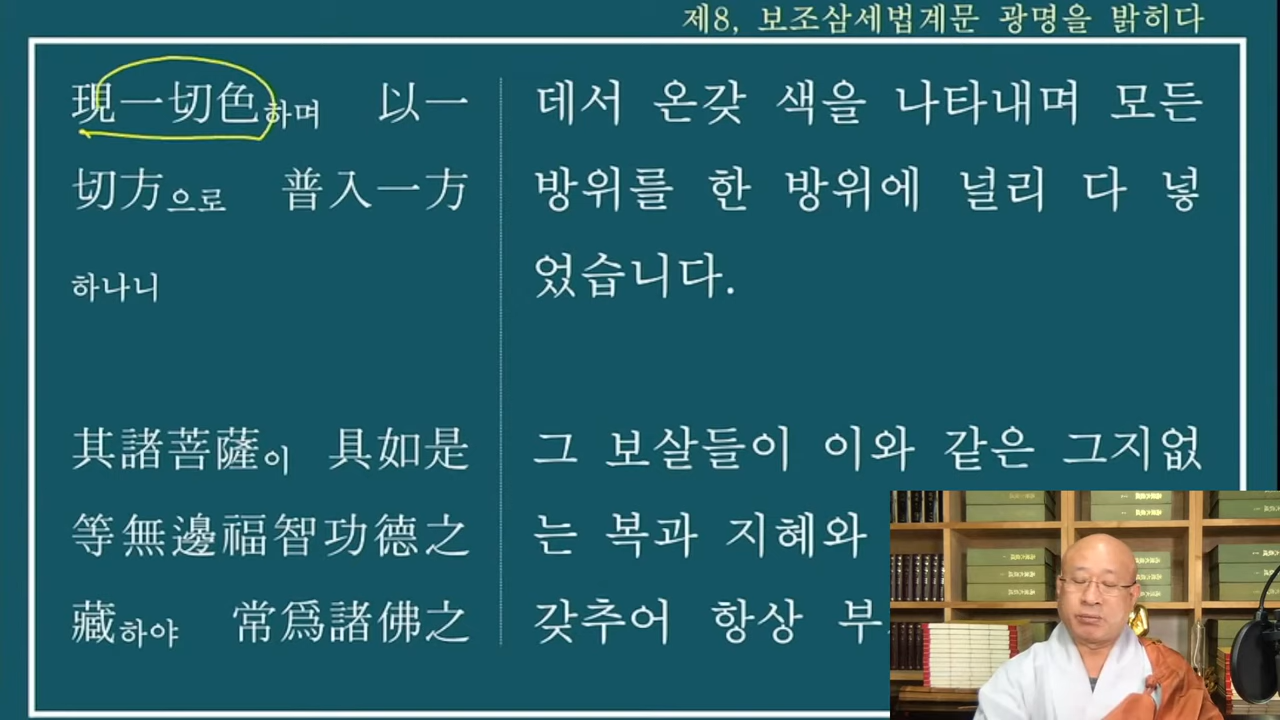 제8, 보조삼세법계문 광명을 밝히다
現一切色하며 以一
切方으로 普入一方
하나니
其諸菩薩이 具如是
等無邊福智功德之
藏하야 常爲諸佛之
데서 온갖 색을 나타내며 모든
방위를 한 방위에 널리 다 넣
었습니다.
그 보살들이 이와 같은 그지없
는 복과 지혜와
갖추어 항상 부